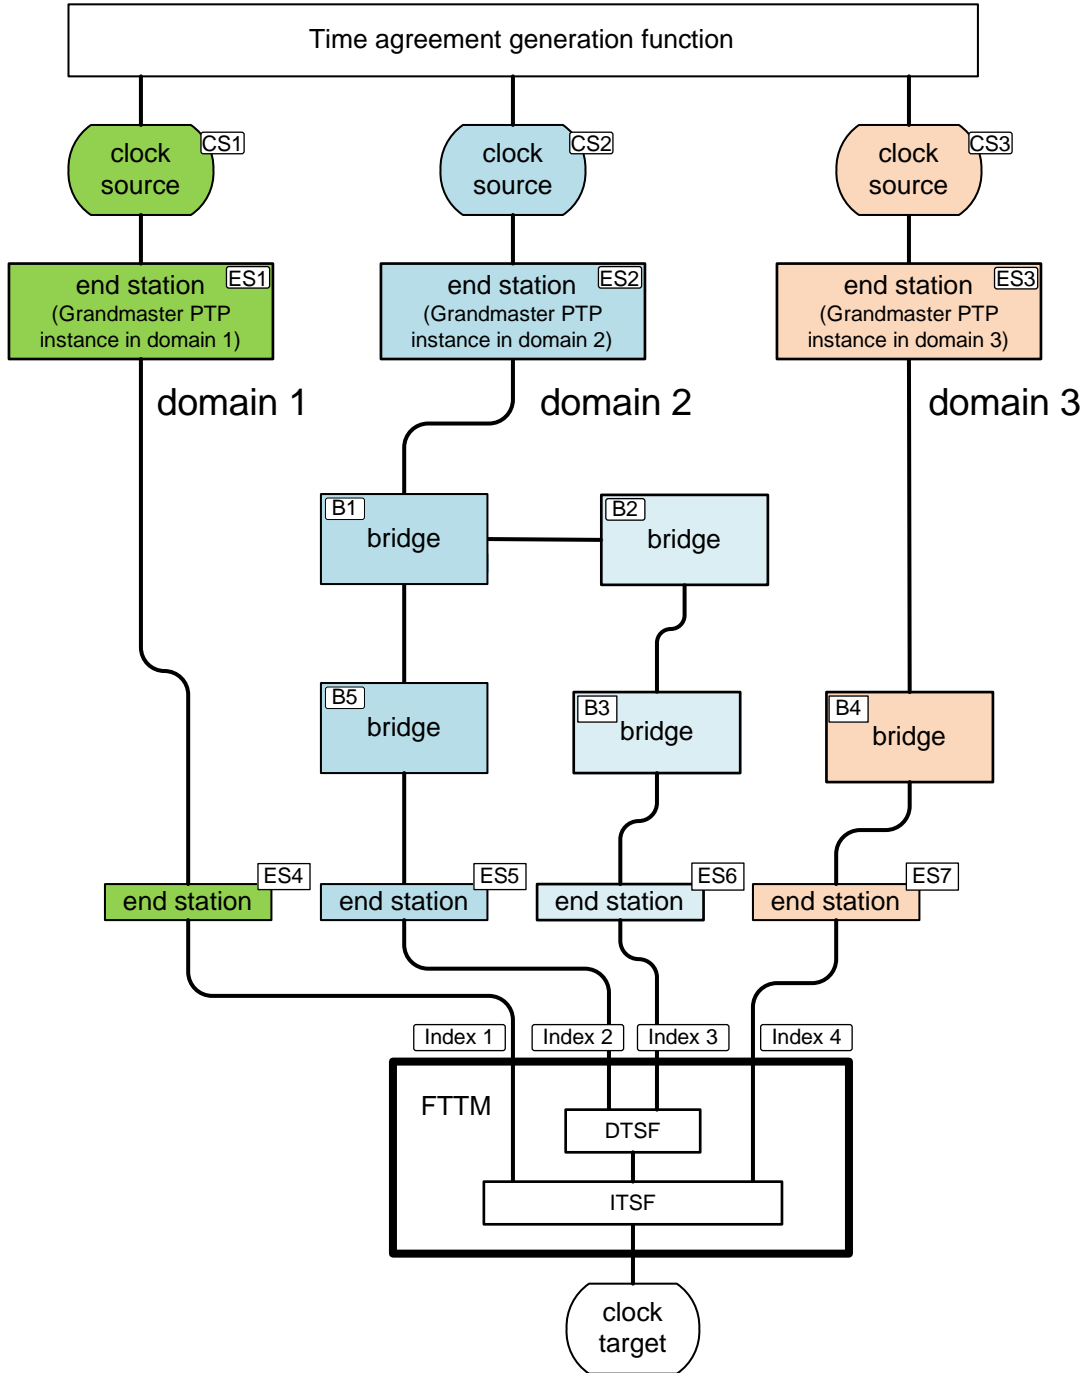 Time agreement generation function
clock
source
CS1
clock
source
CS2
clock
source
CS3
end station
(Grandmaster PTP
instance in domain 1)
ES1
end station
(Grandmaster PTP
instance in domain 2)
ES2
end station
(Grandmaster PTP
instance in domain 3)
ES3
domain 1
domain 2
domain 3
B1
bridge
B2
bridge
B5
bridge
B3
bridge
B4
bridge
ES4
end station
ES5
end station
ES6
end station
ES7
end station
Index 1
Index 2
Index 3
Index 4
FTTM
DTSF
ITSF
clock
target